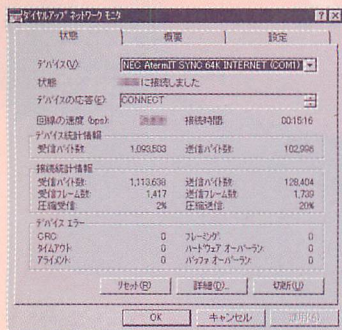 ダイヤルアップ ネットワーク モニタ
状態 概要 設定
デバイス(V): NEC AtermIT SYNC 64K INTERNET (COM1)
状態 に接続しました
デバイスの応答(E): CONNECT
回線の速度 (bps): 接続時間: 00:15:16
デバイス統計情報
受信バイト数: 1,093,503 送信バイト数: 102,996
接続統計情報
受信バイト数: 1,113,638 送信バイト数: 128,404
受信フレーム数: 1,417 送信フレーム数: 1,739
圧縮受信: 2% 圧縮送信: 20%
デバイス エラー
CRC: 0 フレーミング: 0
タイムアウト: 0 ハードウェア オーバーラン: 0
アライメント: 0 バッファ オーバーラン: 0
リセット(R) 詳細(D)... 切断(U)
OK キャンセル 適用(A)